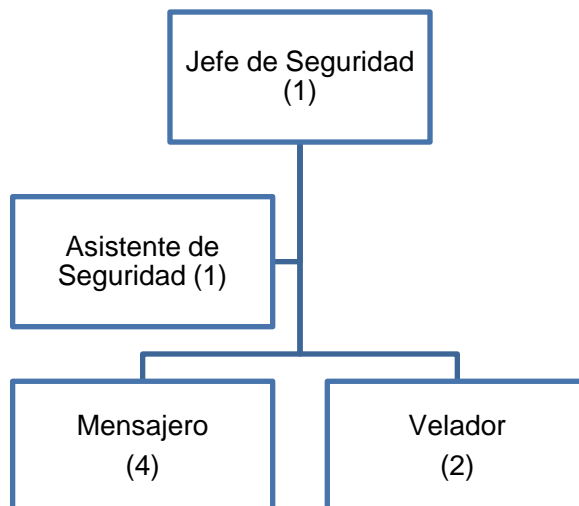 Jefe de Seguridad
(1)
Asistente de
Seguridad (1)
Mensajero
(4)
Velador
(2)